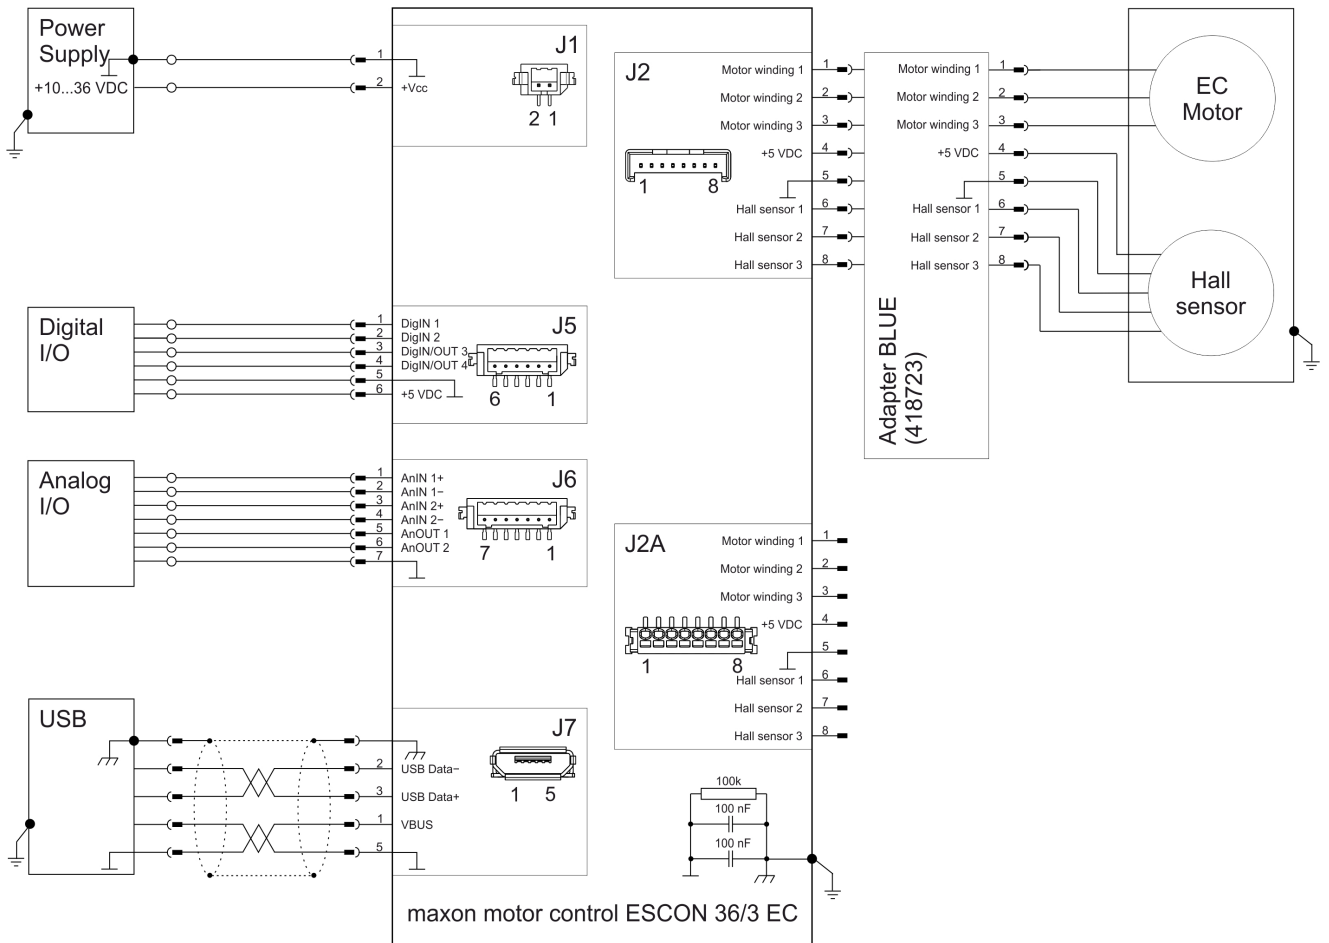 Power
Supply
+10...36 VDC
1
2
+Vcc
J1
2 1
Digital
I/O
1
2
3
4
5
6
DigIN 1
DigIN 2
DigIN/OUT 3
DigIN/OUT 4
+5 VDC
J5
6 1
Analog
I/O
1
2
3
4
5
6
7
AnIN 1+
AnIN 1−
AnIN 2+
AnIN 2−
AnOUT 1
AnOUT 2
J6
7 1
USB
2
3
1
5
USB Data−
USB Data+
VBUS
J7
1 5
J2
1 8
Motor winding 1
Motor winding 2
Motor winding 3
+5 VDC
Hall sensor 1
Hall sensor 2
Hall sensor 3
1
2
3
4
5
6
7
8
Motor winding 1
Motor winding 2
Motor winding 3
+5 VDC
Hall sensor 1
Hall sensor 2
Hall sensor 3
1
2
3
4
5
6
7
8
Adapter BLUE
(418723)
EC
Motor
Hall
sensor
J2A
1 8
Motor winding 1
Motor winding 2
Motor winding 3
+5 VDC
Hall sensor 1
Hall sensor 2
Hall sensor 3
1
2
3
4
5
6
7
8
100k
100 nF
100 nF
maxon motor control ESCON 36/3 EC